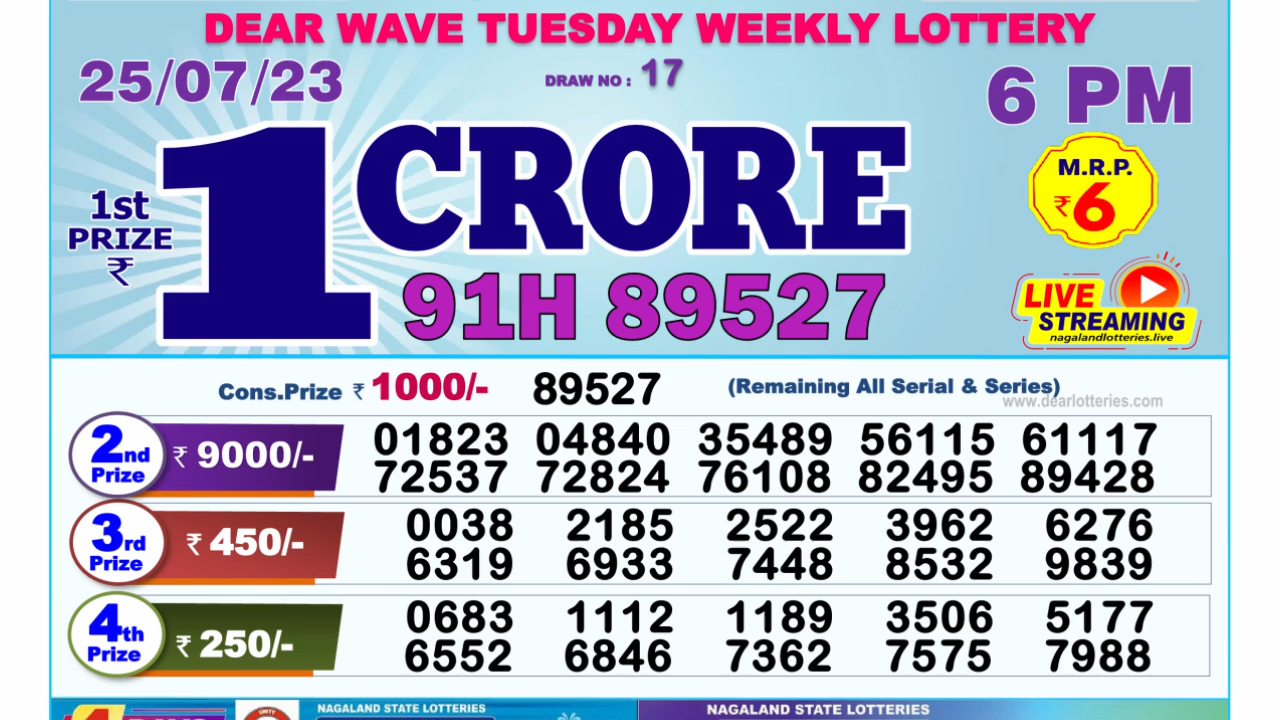 DEAR WAVE TUESDAY WEEKLY LOTTERY
25/07/23
DRAW NO : 17
6 PM
1st
PRIZE
₹
1 CRORE
M.R.P.
₹6
91H 89527
LIVE
STREAMING
nagalandlotteries.live
Cons.Prize ₹ 1000/- 89527 (Remaining All Serial & Series)
www.dearlotteries.com
2nd Prize ₹ 9000/-
01823 04840 35489 56115 61117
72537 72824 76108 82495 89428
3rd Prize ₹ 450/-
0038 2185 2522 3962 6276
6319 6933 7448 8532 9839
4th Prize ₹ 250/-
0683 1112 1189 3506 5177
6552 6846 7362 7575 7988
NAGALAND STATE LOTTERIES
NAGALAND STATE LOTTERIES